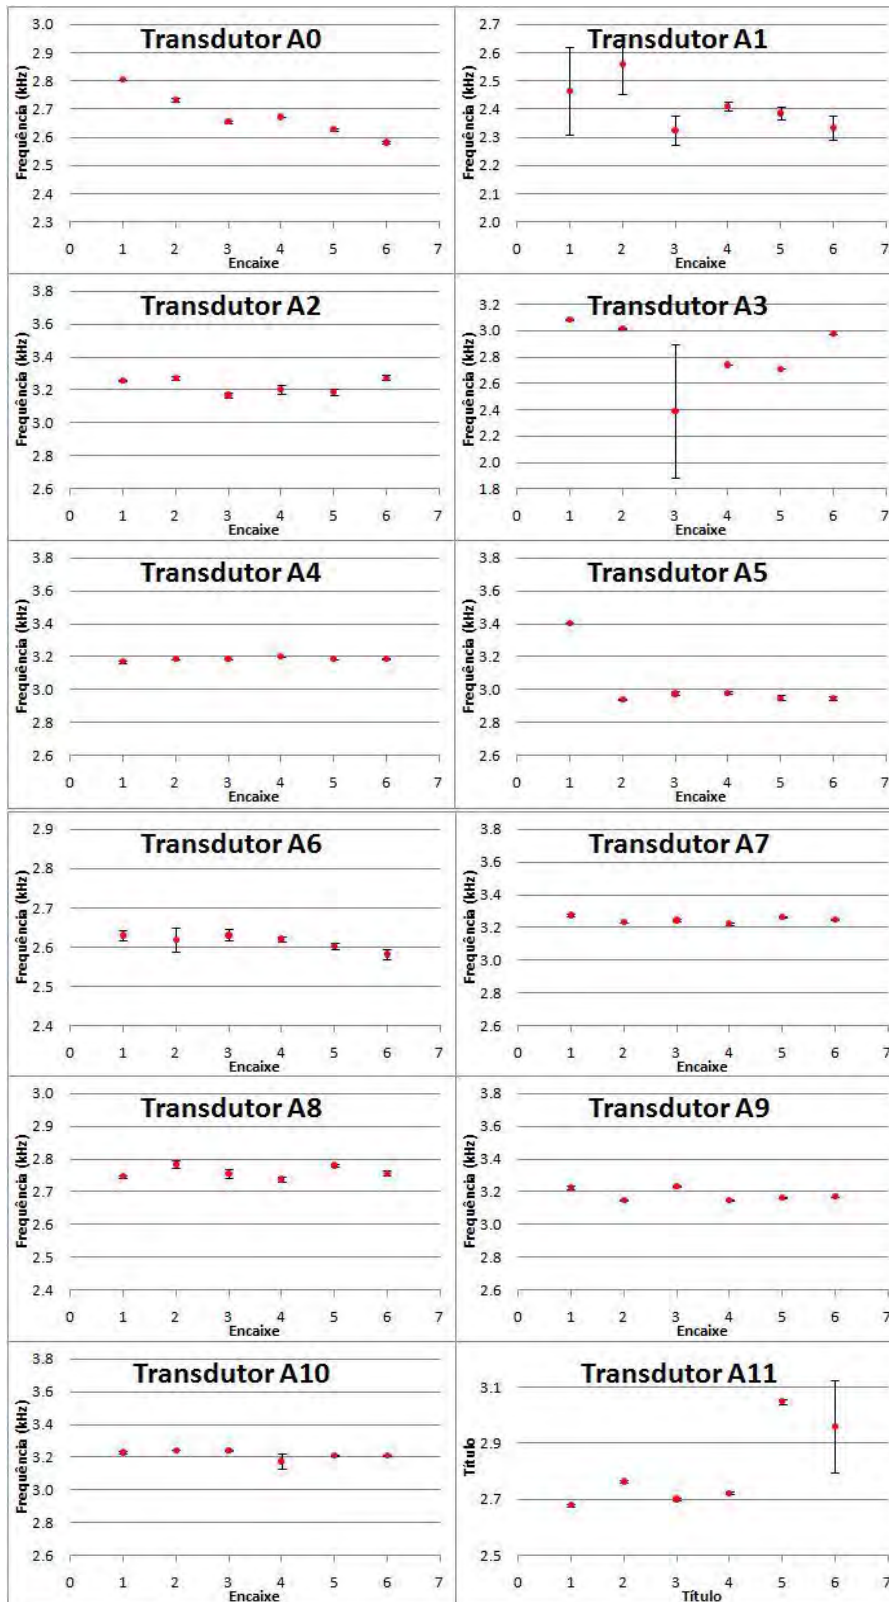 Transdutor A0
Frequência (kHz)
3.0
2.9
2.8
2.7
2.6
2.5
2.4
2.3
0 1 2 3 4 5 6 7
Encaixe
Transdutor A1
Frequência (kHz)
2.7
2.6
2.5
2.4
2.3
2.2
2.1
2.0
0 1 2 3 4 5 6 7
Encaixe
Transdutor A2
Frequência (kHz)
3.8
3.6
3.4
3.2
3.0
2.8
2.6
0 1 2 3 4 5 6 7
Encaixe
Transdutor A3
Frequência (kHz)
3.2
3.0
2.8
2.6
2.4
2.2
2.0
1.8
0 1 2 3 4 5 6 7
Encaixe
Transdutor A4
Frequência (kHz)
3.8
3.6
3.4
3.2
3.0
2.8
2.6
0 1 2 3 4 5 6 7
Encaixe
Transdutor A5
Frequência (kHz)
3.8
3.6
3.4
3.2
3.0
2.8
2.6
0 1 2 3 4 5 6 7
Encaixe
Transdutor A6
Frequência (kHz)
2.9
2.8
2.7
2.6
2.5
2.4
0 1 2 3 4 5 6 7
Encaixe
Transdutor A7
Frequência (kHz)
3.8
3.6
3.4
3.2
3.0
2.8
2.6
0 1 2 3 4 5 6 7
Encaixe
Transdutor A8
Frequência (kHz)
3.0
2.9
2.8
2.7
2.6
2.5
2.4
0 1 2 3 4 5 6 7
Encaixe
Transdutor A9
Frequência (kHz)
3.8
3.6
3.4
3.2
3.0
2.8
2.6
0 1 2 3 4 5 6 7
Encaixe
Transdutor A10
Frequência (kHz)
3.8
3.6
3.4
3.2
3.0
2.8
2.6
0 1 2 3 4 5 6 7
Encaixe
Transdutor A11
Título
3.1
2.9
2.7
2.5
0 1 2 3 4 5 6 7
Título